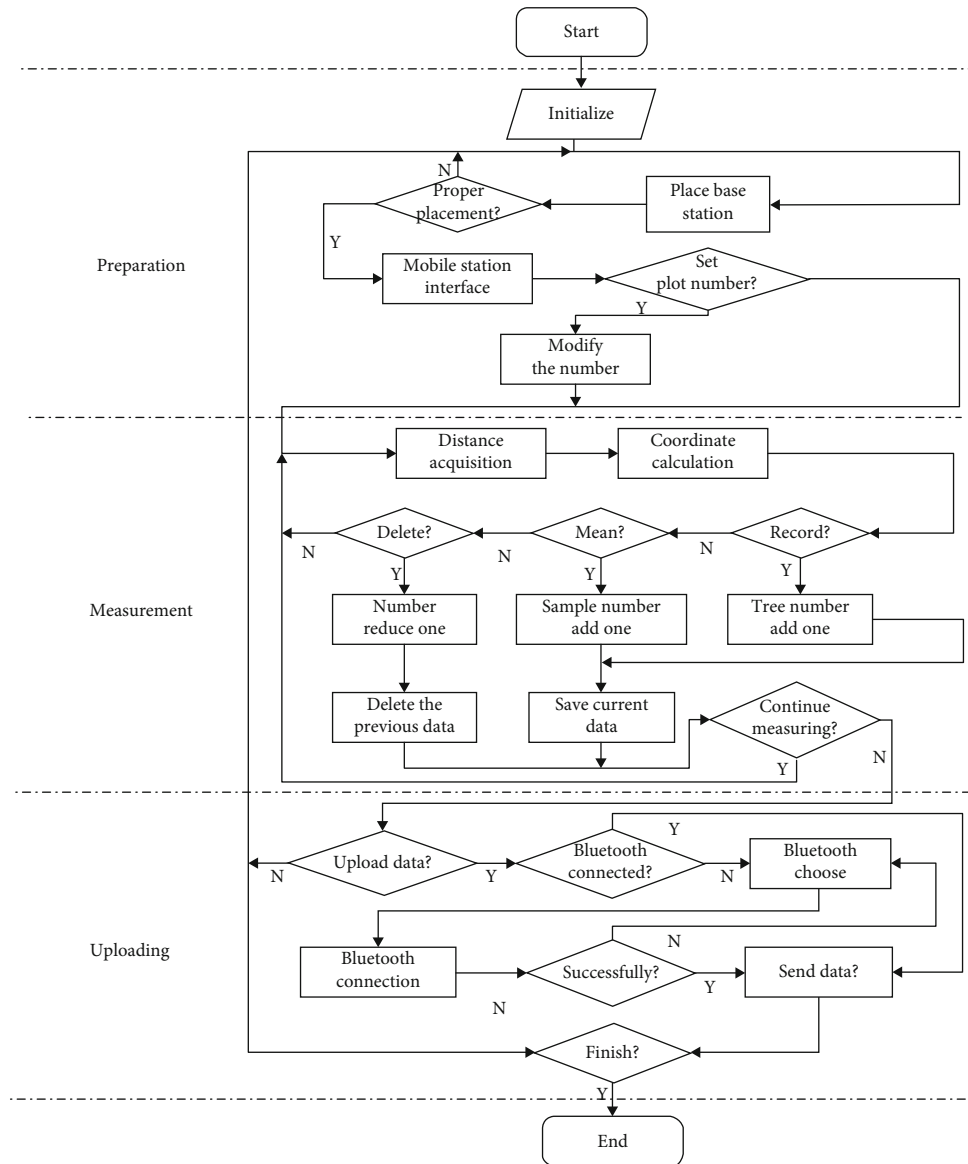 Start
Initialize
N
Proper
placement?
Place base
station
Y
Preparation
Mobile station
interface
Set
plot number?
Y
Modify
the number
Distance
acquisition
Coordinate
calculation
Delete?
Mean?
Record?
N
N
N
Y
Y
Y
Measurement
Number
reduce one
Sample number
add one
Tree number
add one
Delete the
previous data
Save current
data
Continue
measuring?
Y
N
Y
Upload data?
Bluetooth
connected?
Bluetooth
choose
N
Y
N
N
Uploading
Bluetooth
connection
Successfully?
Send data?
N
Y
Finish?
Y
End